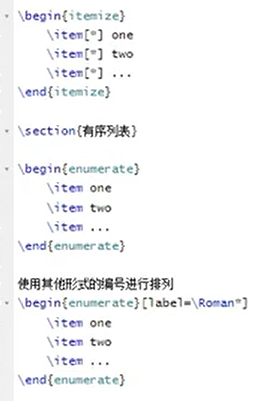 \begin{itemize}
\item[*] one
\item[*] two
\item[*] ...
\end{itemize}
\section{有序列表}
\begin{enumerate}
\item one
\item two
\item ...
\end{enumerate}
使用其他形式的编号进行排列
\begin{enumerate}[label=\Roman*]
\item one
\item two
\item ...
\end{enumerate}